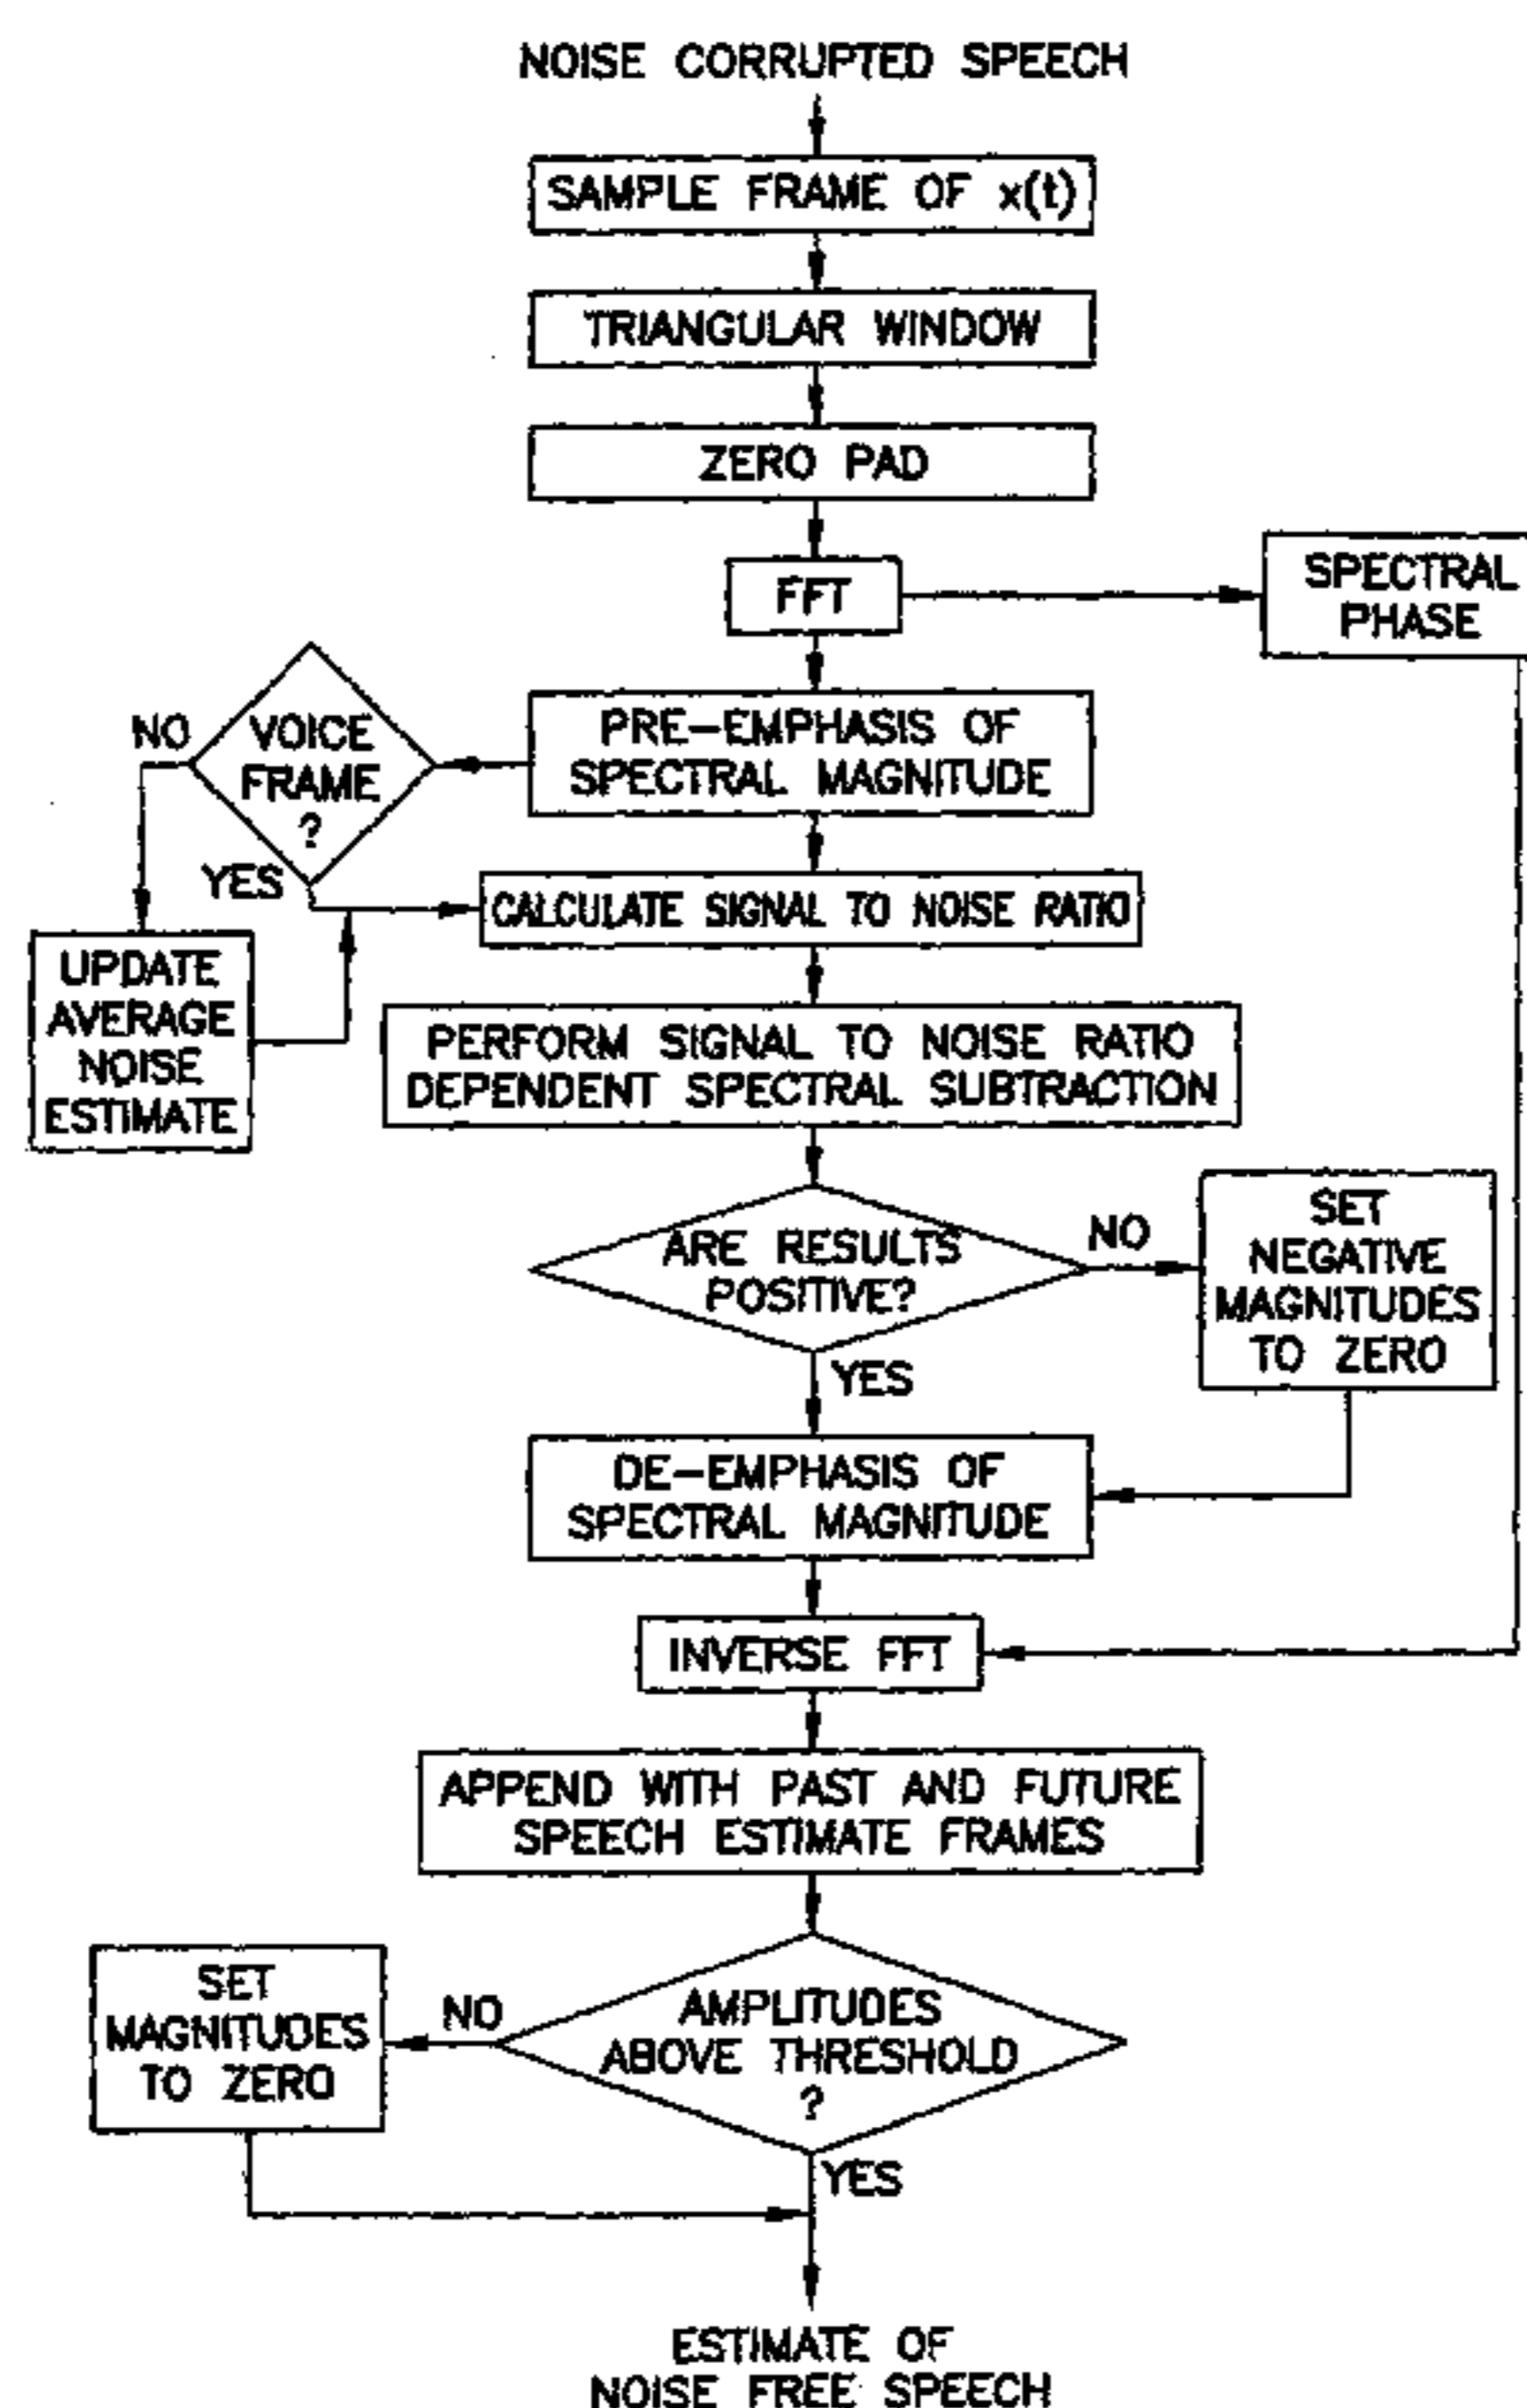 NOISE CORRUPTED SPEECH
SAMPLE FRAME OF x(t)
TRIANGULAR WINDOW
ZERO PAD
FFT
SPECTRAL
PHASE
PRE-EMPHASIS OF
SPECTRAL MAGNITUDE
VOICE
FRAME
?
NO
YES
UPDATE
AVERAGE
NOISE
ESTIMATE
CALCULATE SIGNAL TO NOISE RATIO
PERFORM SIGNAL TO NOISE RATIO
DEPENDENT SPECTRAL SUBTRACTION
ARE RESULTS
POSITIVE?
NO
SET
NEGATIVE
MAGNITUDES
TO ZERO
YES
DE-EMPHASIS OF
SPECTRAL MAGNITUDE
INVERSE FFT
APPEND WITH PAST AND FUTURE
SPEECH ESTIMATE FRAMES
AMPLITUDES
ABOVE THRESHOLD
?
NO
SET
MAGNITUDES
TO ZERO
YES
ESTIMATE OF
NOISE FREE SPEECH